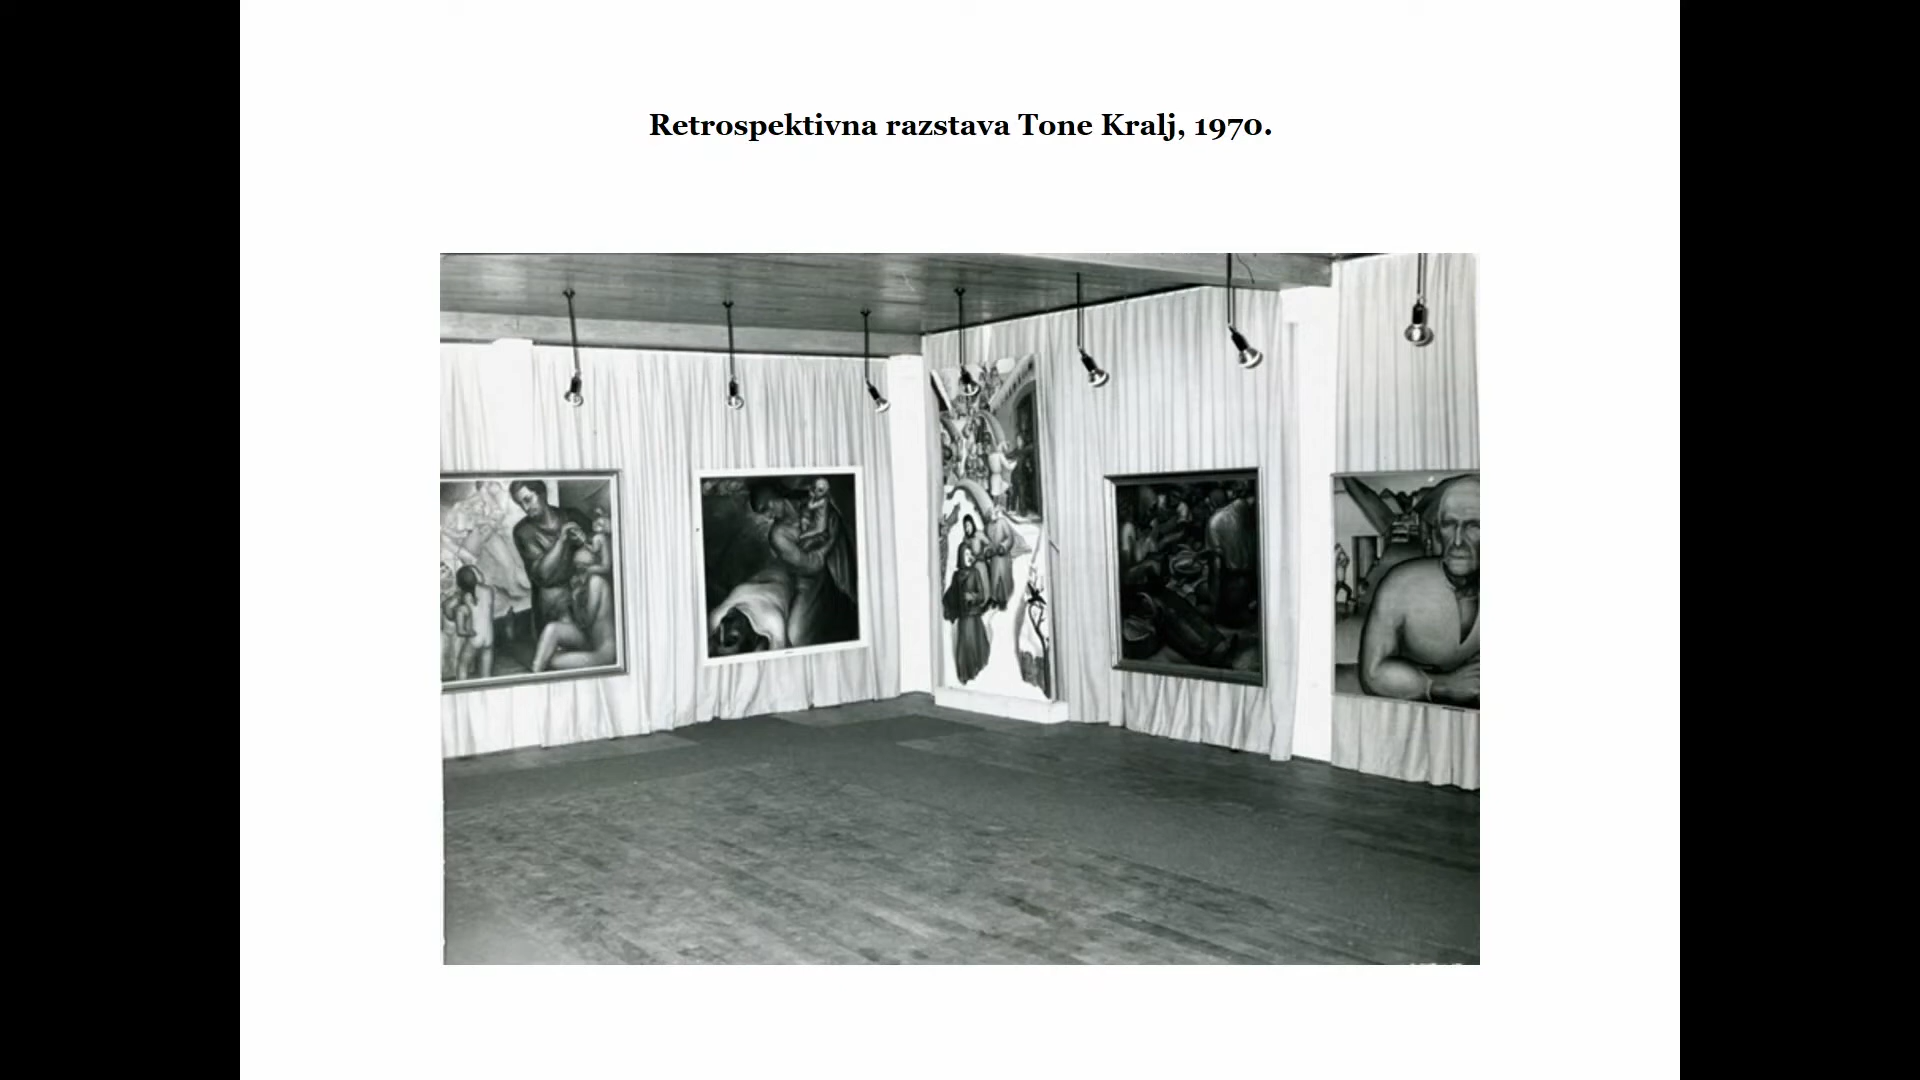 Retrospektivna razstava Tone Kralj, 1970.